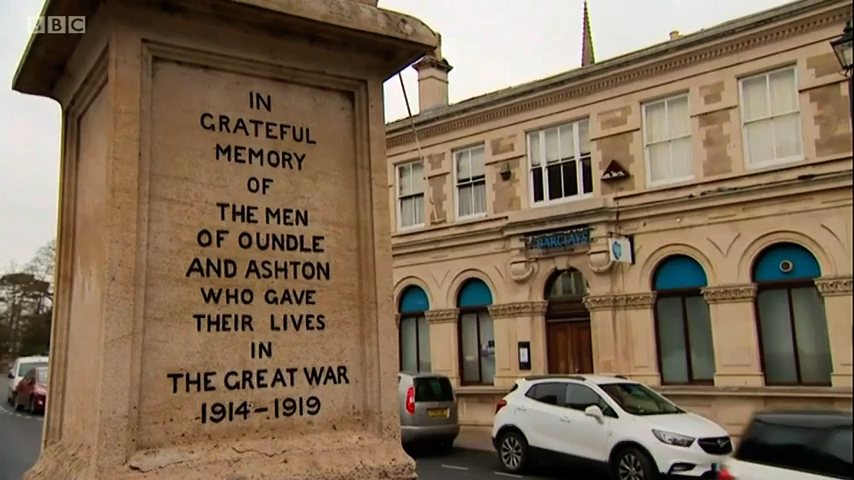 BBC
IN
GRATEFUL
MEMORY
OF
THE MEN
OF OUNDLE
AND ASHTON
WHO GAVE
THEIR LIVES
IN
THE GREAT WAR
1914-1919
BARCLAYS